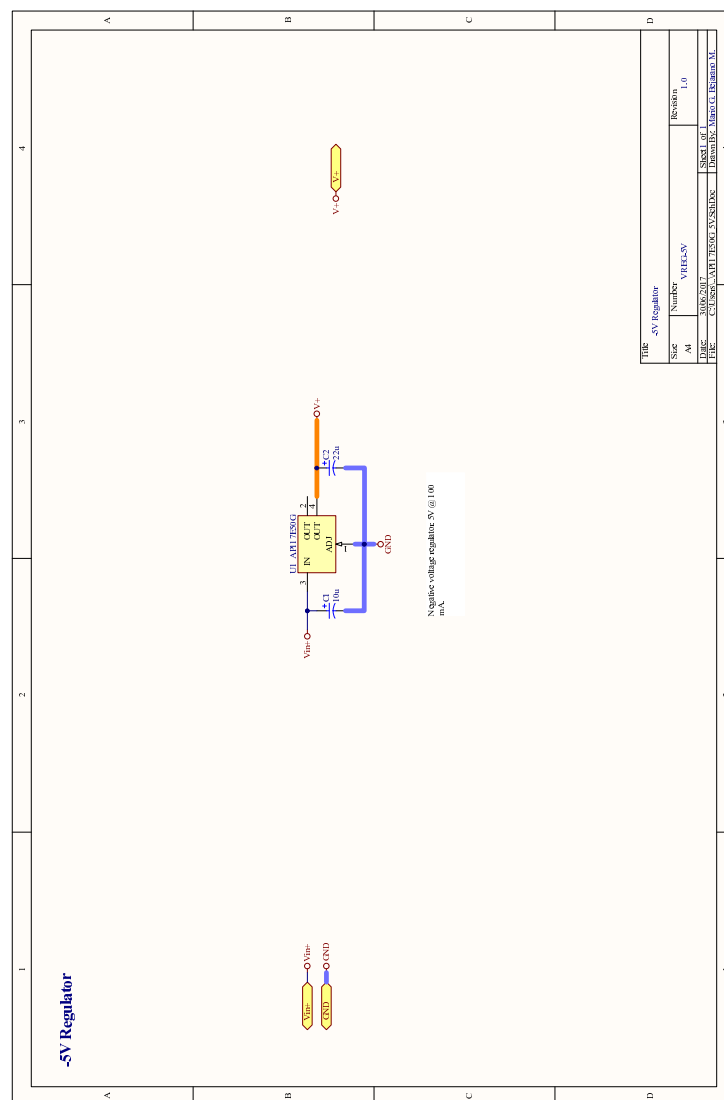 -5V Regulator
1
2
3
4
A
B
C
D
A
B
C
D
Vin+
Vin+
GND
GND
Vin+
C1
10u
U1
AP1117E50G
3
IN
OUT
OUT
ADJ
2
4
1
C2
22u
V+
GND
V+
V+
Negative voltage regulator: 5V @ 100
mA.
Title
-5V Regulator
Size
A4
Number
VREG-5V
Revision
1.0
Date:
30/06/2017
Sheet 1 of 1
File:
Drawn By: Mario G. Bejarano M.